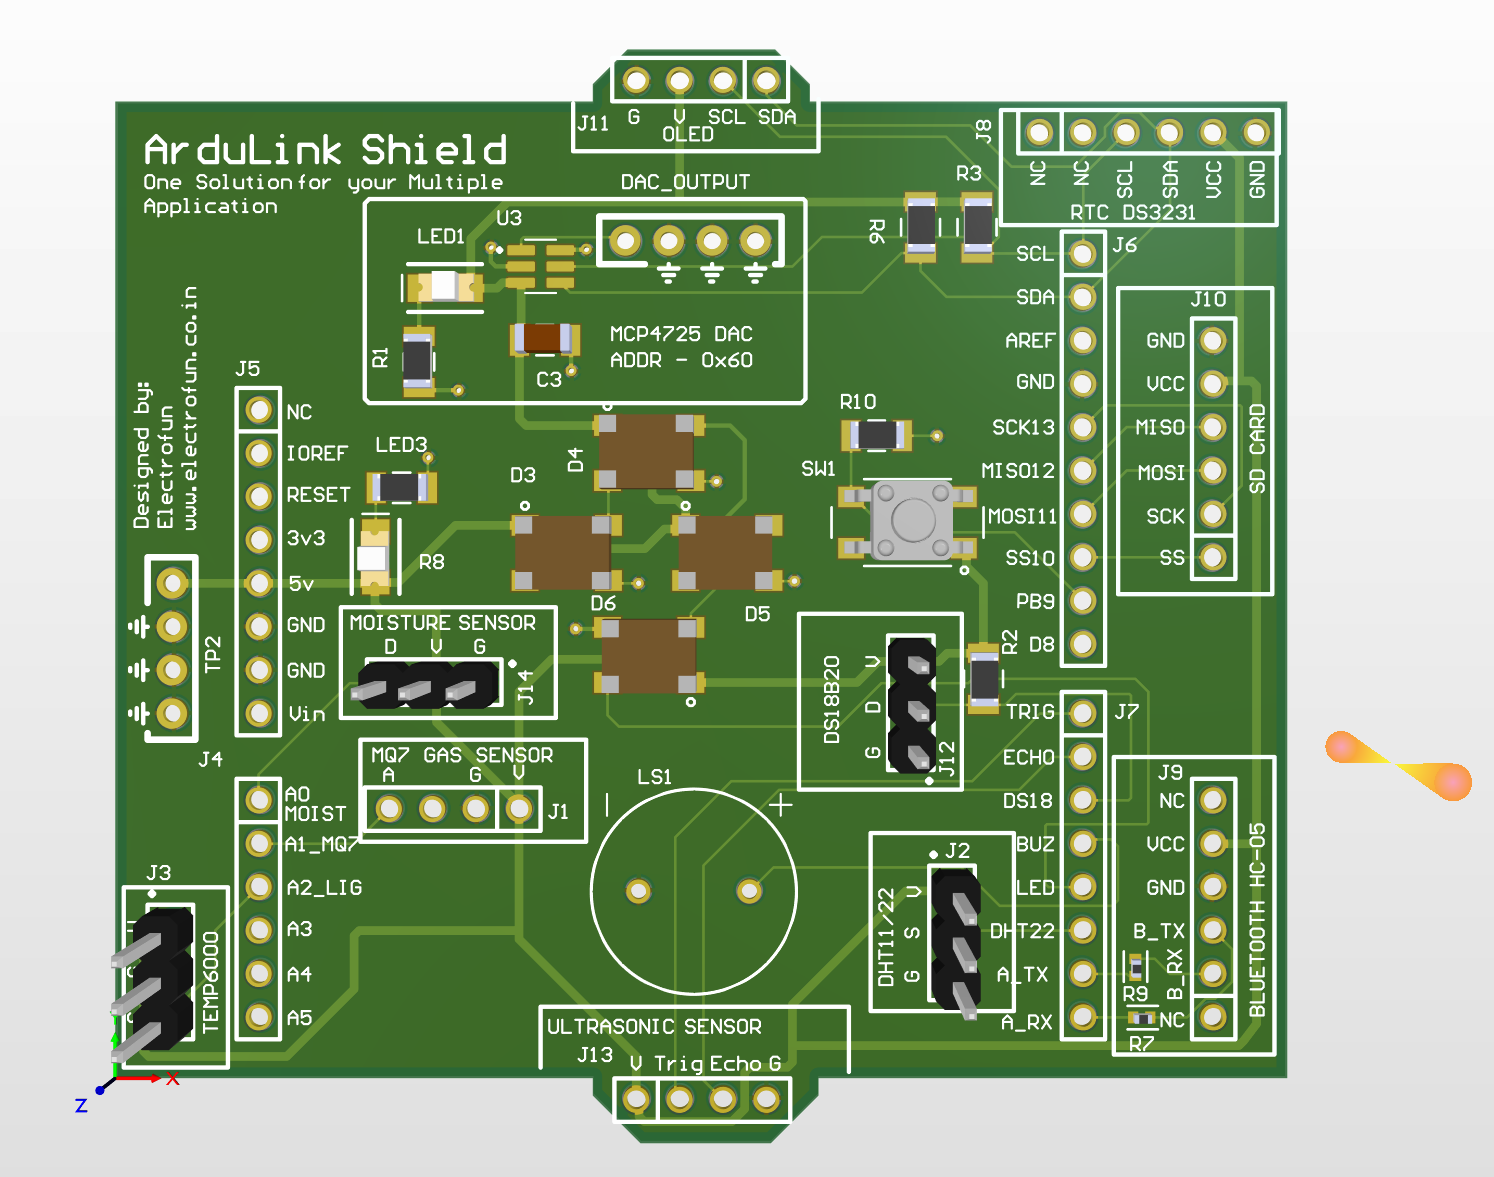 G V SCL SDA
J11
OLED
J8
NC NC SCL SDA VCC GND
RTC DS3231
ArduLink Shield
One Solution for your Multiple
Application
DAC_OUTPUT
U3
LED1
R1
C3
MCP4725 DAC
ADDR - 0x60
R6
R3
J6
SCL
SDA
AREF
GND
SCK13
MISO12
MOSI11
SS10
PB9
D8
J10
GND
VCC
MISO
MOSI
SCK
SS
SD CARD
Designed by:
Electrofun
www.electrofun.co.in
J5
NC
IOREF
RESET
3v3
5v
GND
GND
Vin
LED3
R8
D4
D3
D6
D5
R10
SW1
TP2
J4
MOISTURE SENSOR
D V G
J14
DS18B20
V
D
G
J12
R2
MQ7 GAS SENSOR
A G V
J1
LS1
J7
TRIG
ECHO
DS18
BUZ
LED
DHT22
A_TX
A_RX
J9
NC
VCC
GND
B_TX
B_RX
NC
BLUETOOTH HC-05
R9
R7
A0
MOIST
A1_MQ7
A2_LIG
A3
A4
A5
J3
TEMP6000
J2
DHT11/22
V
S
G
ULTRASONIC SENSOR
J13
V Trig Echo G
X
Z